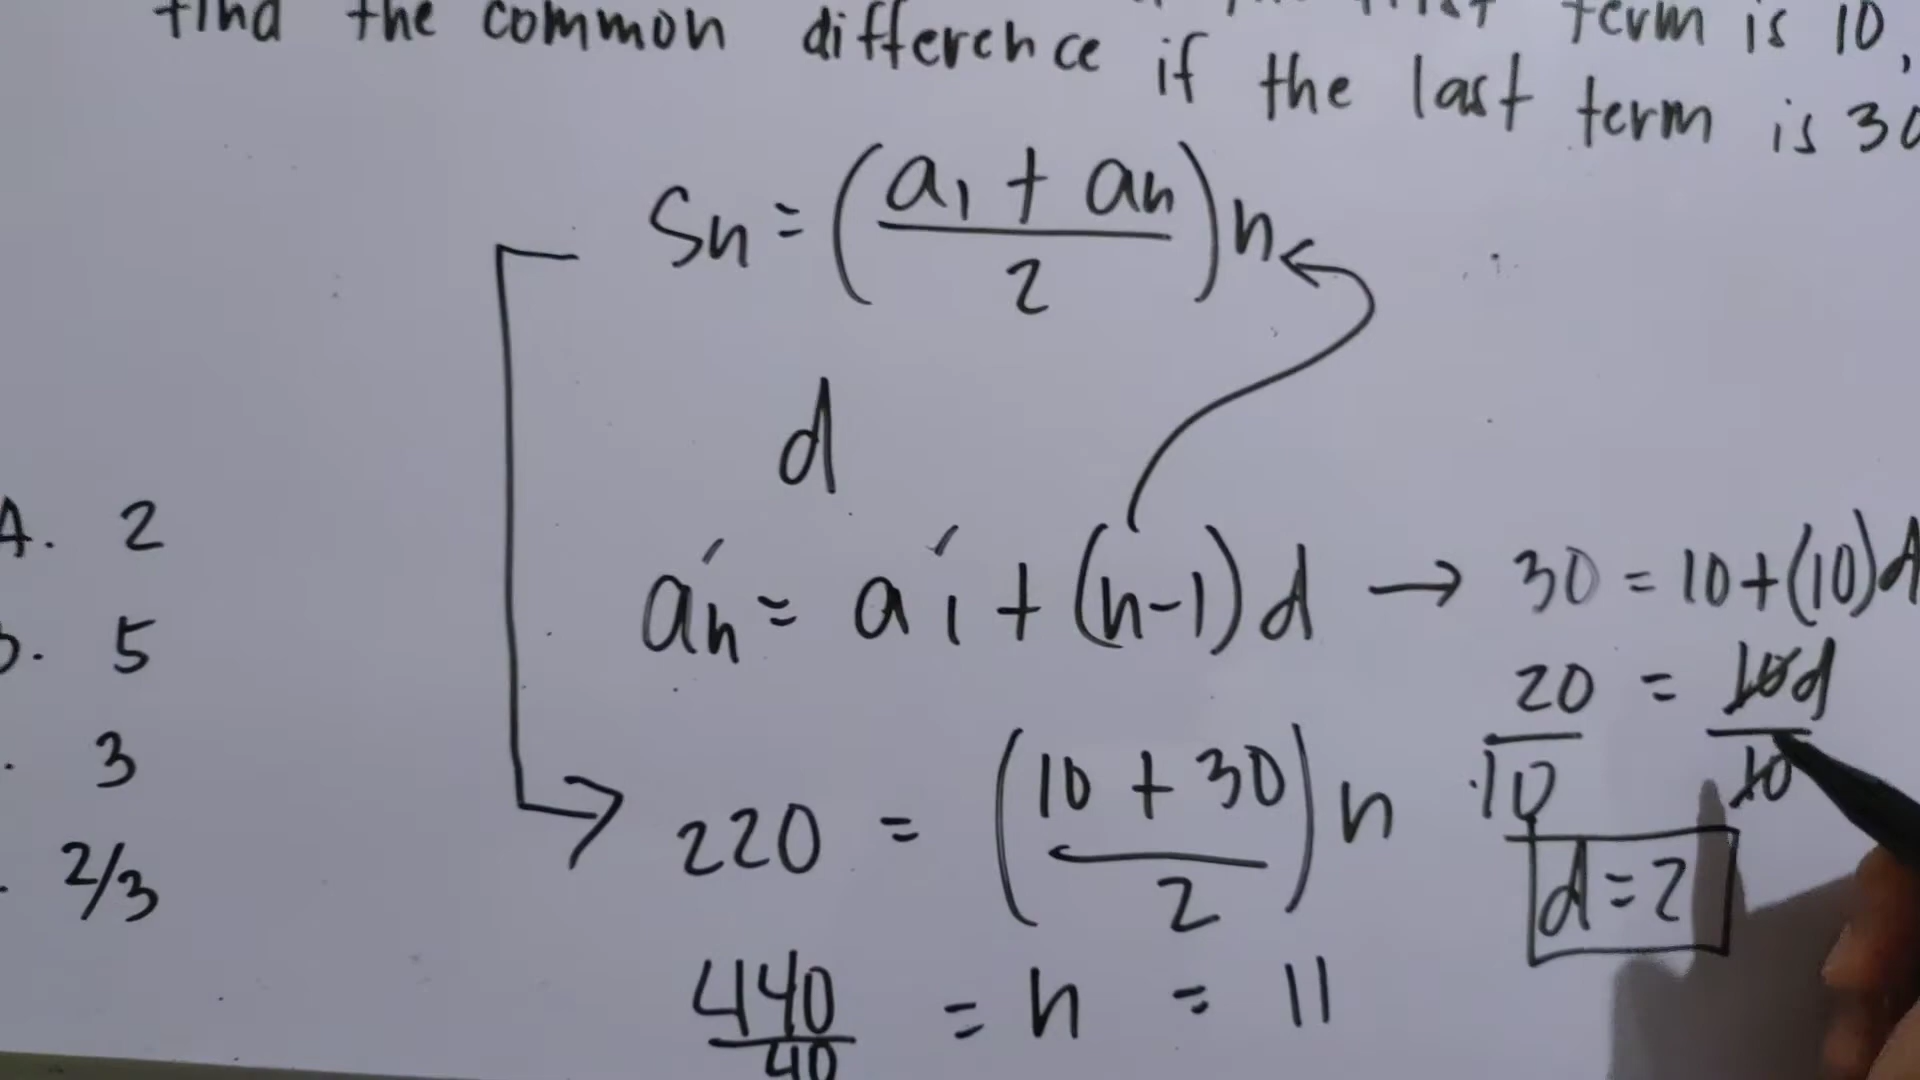 find the common difference if the last term is 30
term is 10,
Sn = (a1 + an / 2) n
d
an = a1 + (n-1) d → 30 = 10 + (10)d
20 / 10 = 10d / 10
d = 2
220 = (10 + 30 / 2) n
440 / 40 = n = 11
A. 2
5
3
2/3